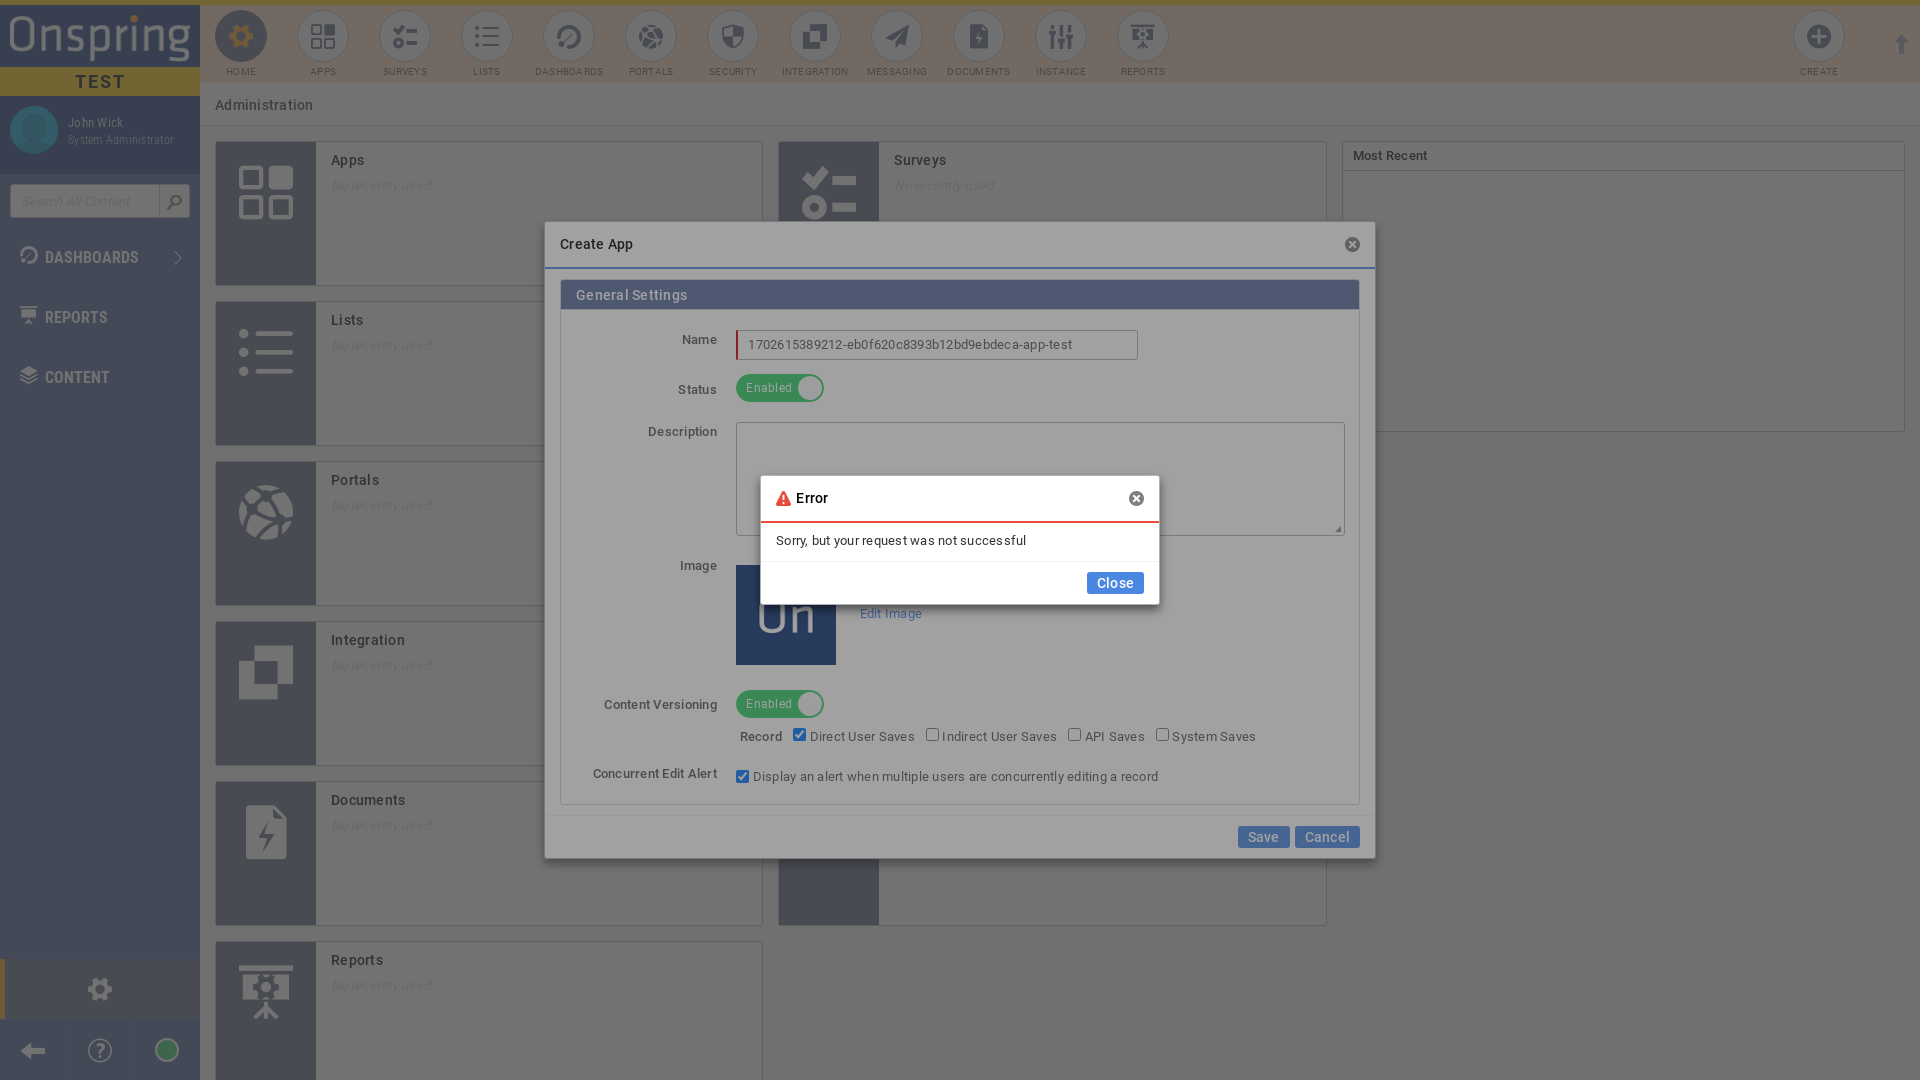 Onspring
TEST
John Wick
System Administrator
Search All Content
DASHBOARDS
REPORTS
CONTENT
HOME
APPS
SURVEYS
LISTS
DASHBOARDS
PORTALS
SECURITY
INTEGRATION
MESSAGING
DOCUMENTS
INSTANCE
REPORTS
CREATE
Administration
Apps
No recently used
Surveys
No recently used
Most Recent
Lists
No recently used
Portals
No recently used
Integration
No recently used
Documents
No recently used
Reports
No recently used
Create App
General Settings
Name
1702615389212-eb0f620c8393b12bd9ebdeca-app-test
Status
Enabled
Description
Image
On
Edit Image
Content Versioning
Enabled
Record Direct User Saves Indirect User Saves API Saves System Saves
Concurrent Edit Alert
Display an alert when multiple users are concurrently editing a record
Save Cancel
Error
Sorry, but your request was not successful
Close